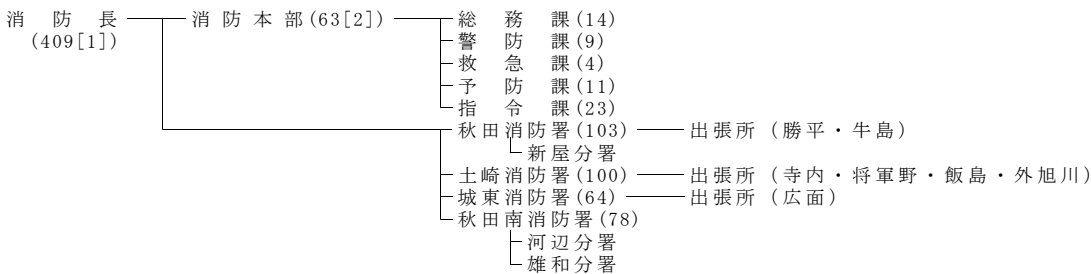 消防長 消防本部(63[2]) 総務課(14)
(409[1]) 警防課(9)
救急課(4)
予防課(11)
指令課(23)
秋田消防署(103) 出張所（勝平・牛島）
新屋分署
土崎消防署(100) 出張所（寺内・将軍野・飯島・外旭川）
城東消防署(64) 出張所（広面）
秋田南消防署(78)
河辺分署
雄和分署